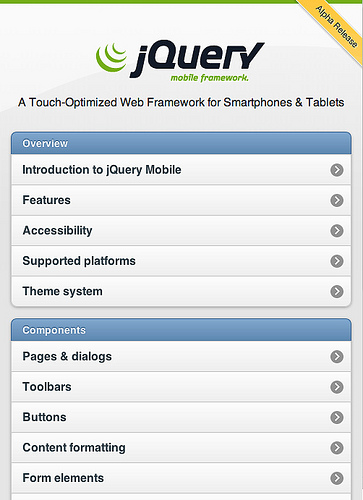 Alpha Release
jQuery
mobile framework.
A Touch-Optimized Web Framework for Smartphones & Tablets
Overview
Introduction to jQuery Mobile
Features
Accessibility
Supported platforms
Theme system
Components
Pages & dialogs
Toolbars
Buttons
Content formatting
Form elements